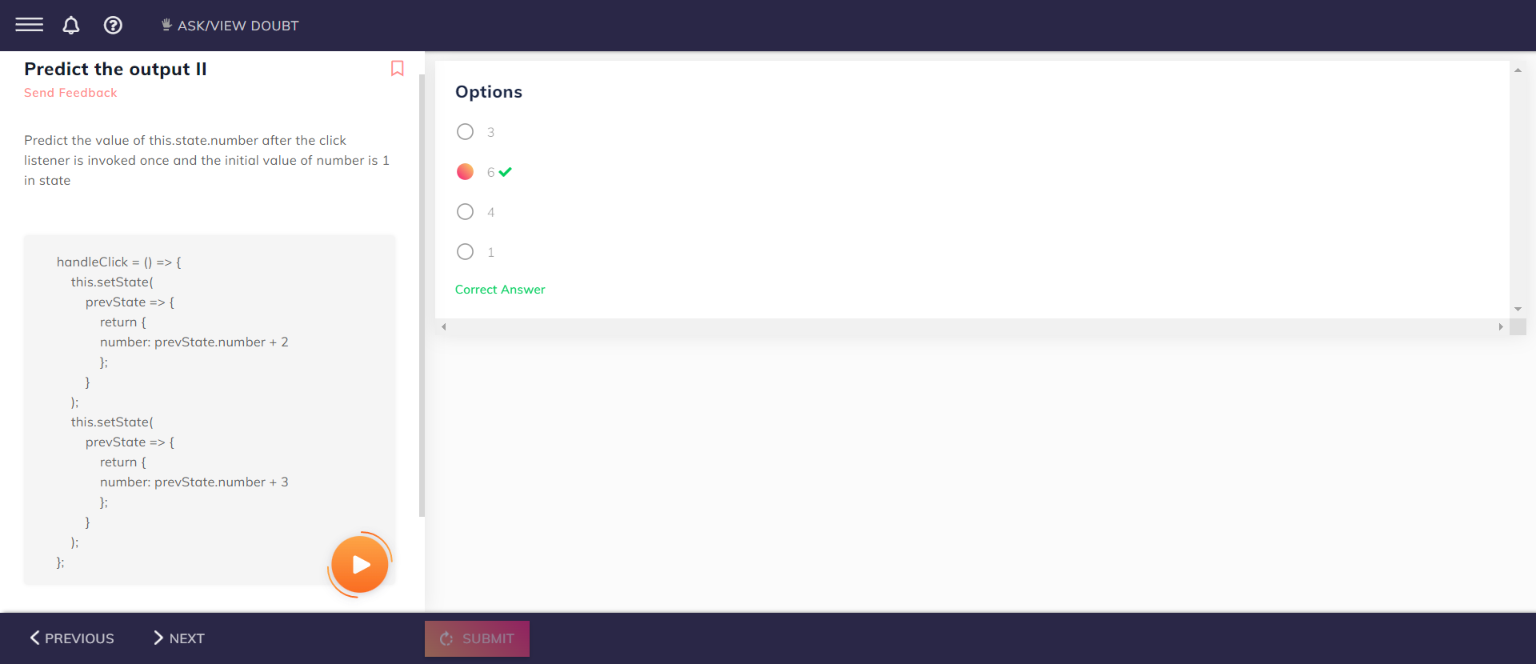 ASK/VIEW DOUBT
Predict the output II
Send Feedback
Predict the value of this.state.number after the click
listener is invoked once and the initial value of number is 1
in state
handleClick = () => {
this.setState(
prevState => {
return {
number: prevState.number + 2
};
}
);
this.setState(
prevState => {
return {
number: prevState.number + 3
};
}
);
};
Options
3
6
4
1
Correct Answer
PREVIOUS
NEXT
SUBMIT